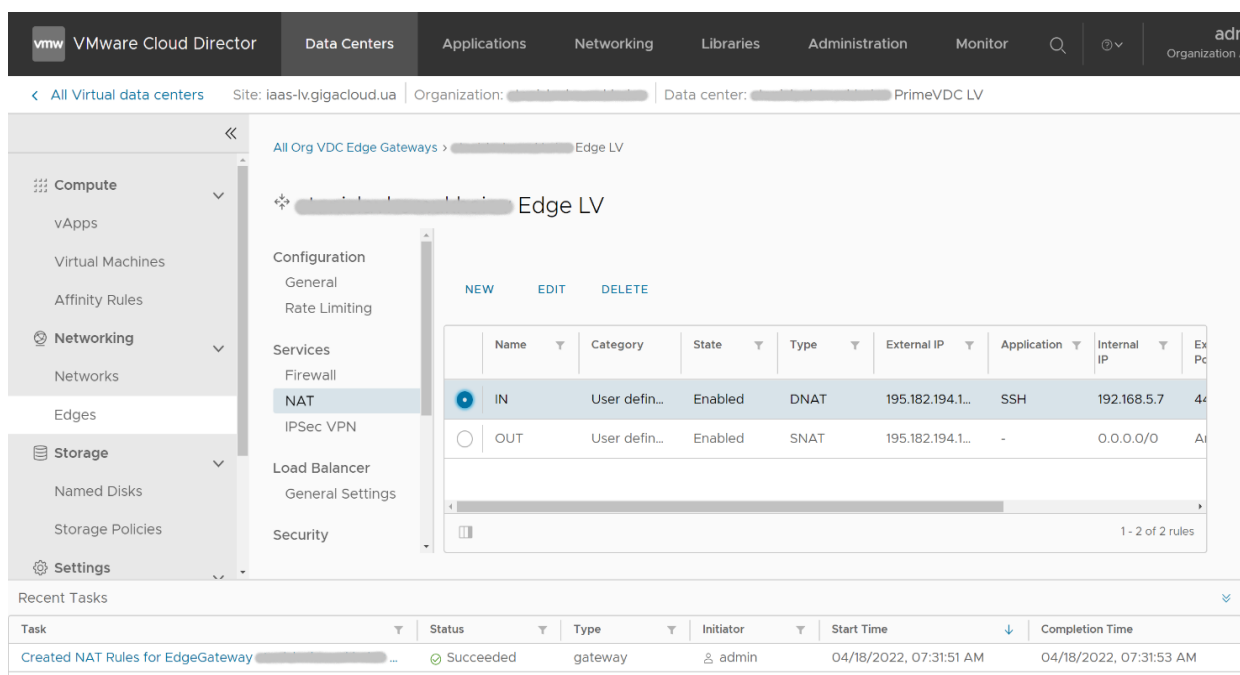 vmw VMware Cloud Director Data Centers Applications Networking Libraries Administration Monitor
Organization
All Virtual data centers Site: iaas-lv.gigacloud.ua Organization: Data center: PrimeVDC LV
All Org VDC Edge Gateways › Edge LV
Edge LV
Compute
vApps
Virtual Machines
Affinity Rules
Networking
Networks
Edges
Storage
Named Disks
Storage Policies
Settings
Configuration
General
Rate Limiting
Services
Firewall
NAT
IPSec VPN
Load Balancer
General Settings
Security
NEW EDIT DELETE
Name Category State Type External IP Application Internal IP
IN User defin... Enabled DNAT 195.182.194.1... SSH 192.168.5.7
OUT User defin... Enabled SNAT 195.182.194.1... - 0.0.0.0/0
1 - 2 of 2 rules
Recent Tasks
Task Status Type Initiator Start Time Completion Time
Created NAT Rules for EdgeGateway ... Succeeded gateway admin 04/18/2022, 07:31:51 AM 04/18/2022, 07:31:53 AM